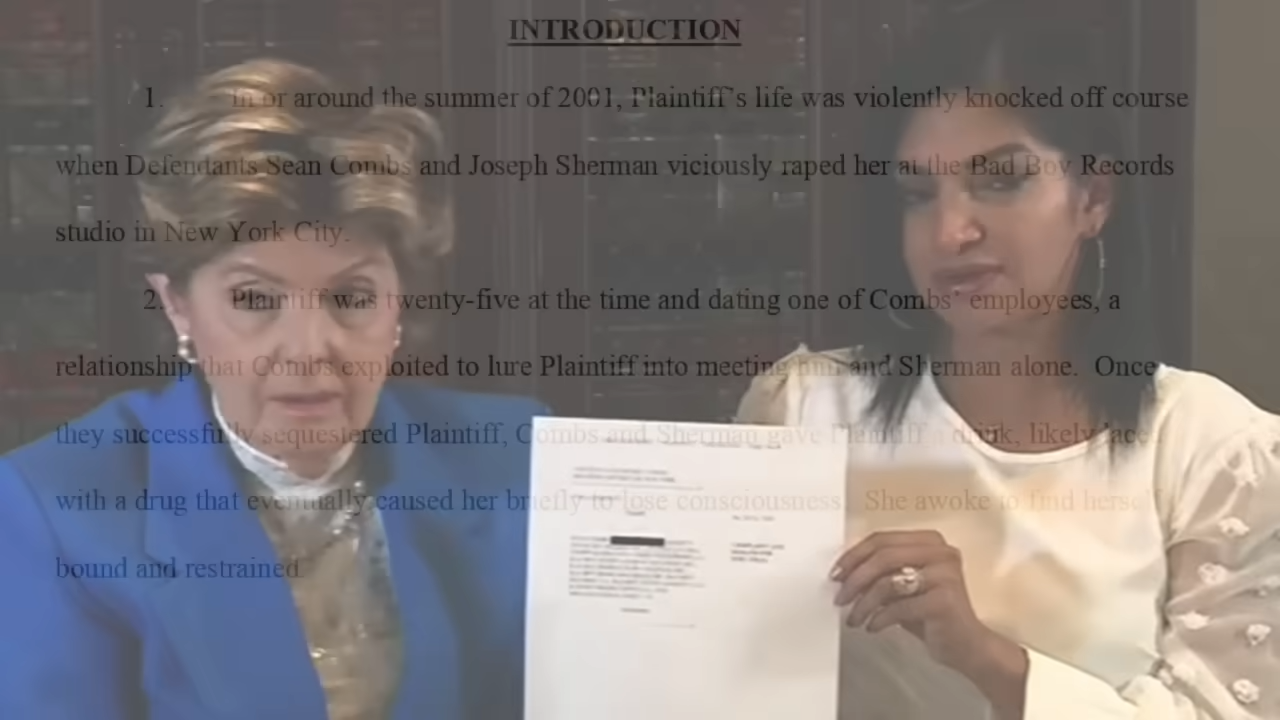 INTRODUCTION
1. In or around the summer of 2001, Plaintiff's life was violently knocked off course
when Defendants Sean Combs and Joseph Sherman viciously raped her at the Bad Boy Records
studio in New York City.
2. Plaintiff was twenty-five at the time and dating one of Combs' employees, a
relationship that Combs exploited to lure Plaintiff into meeting him and Sherman alone. Once
they successfully sequestered Plaintiff, Combs and Sherman gave Plaintiff a drink, likely laced
with a drug that eventually caused her briefly to lose consciousness. She awoke to find herself
bound and restrained.